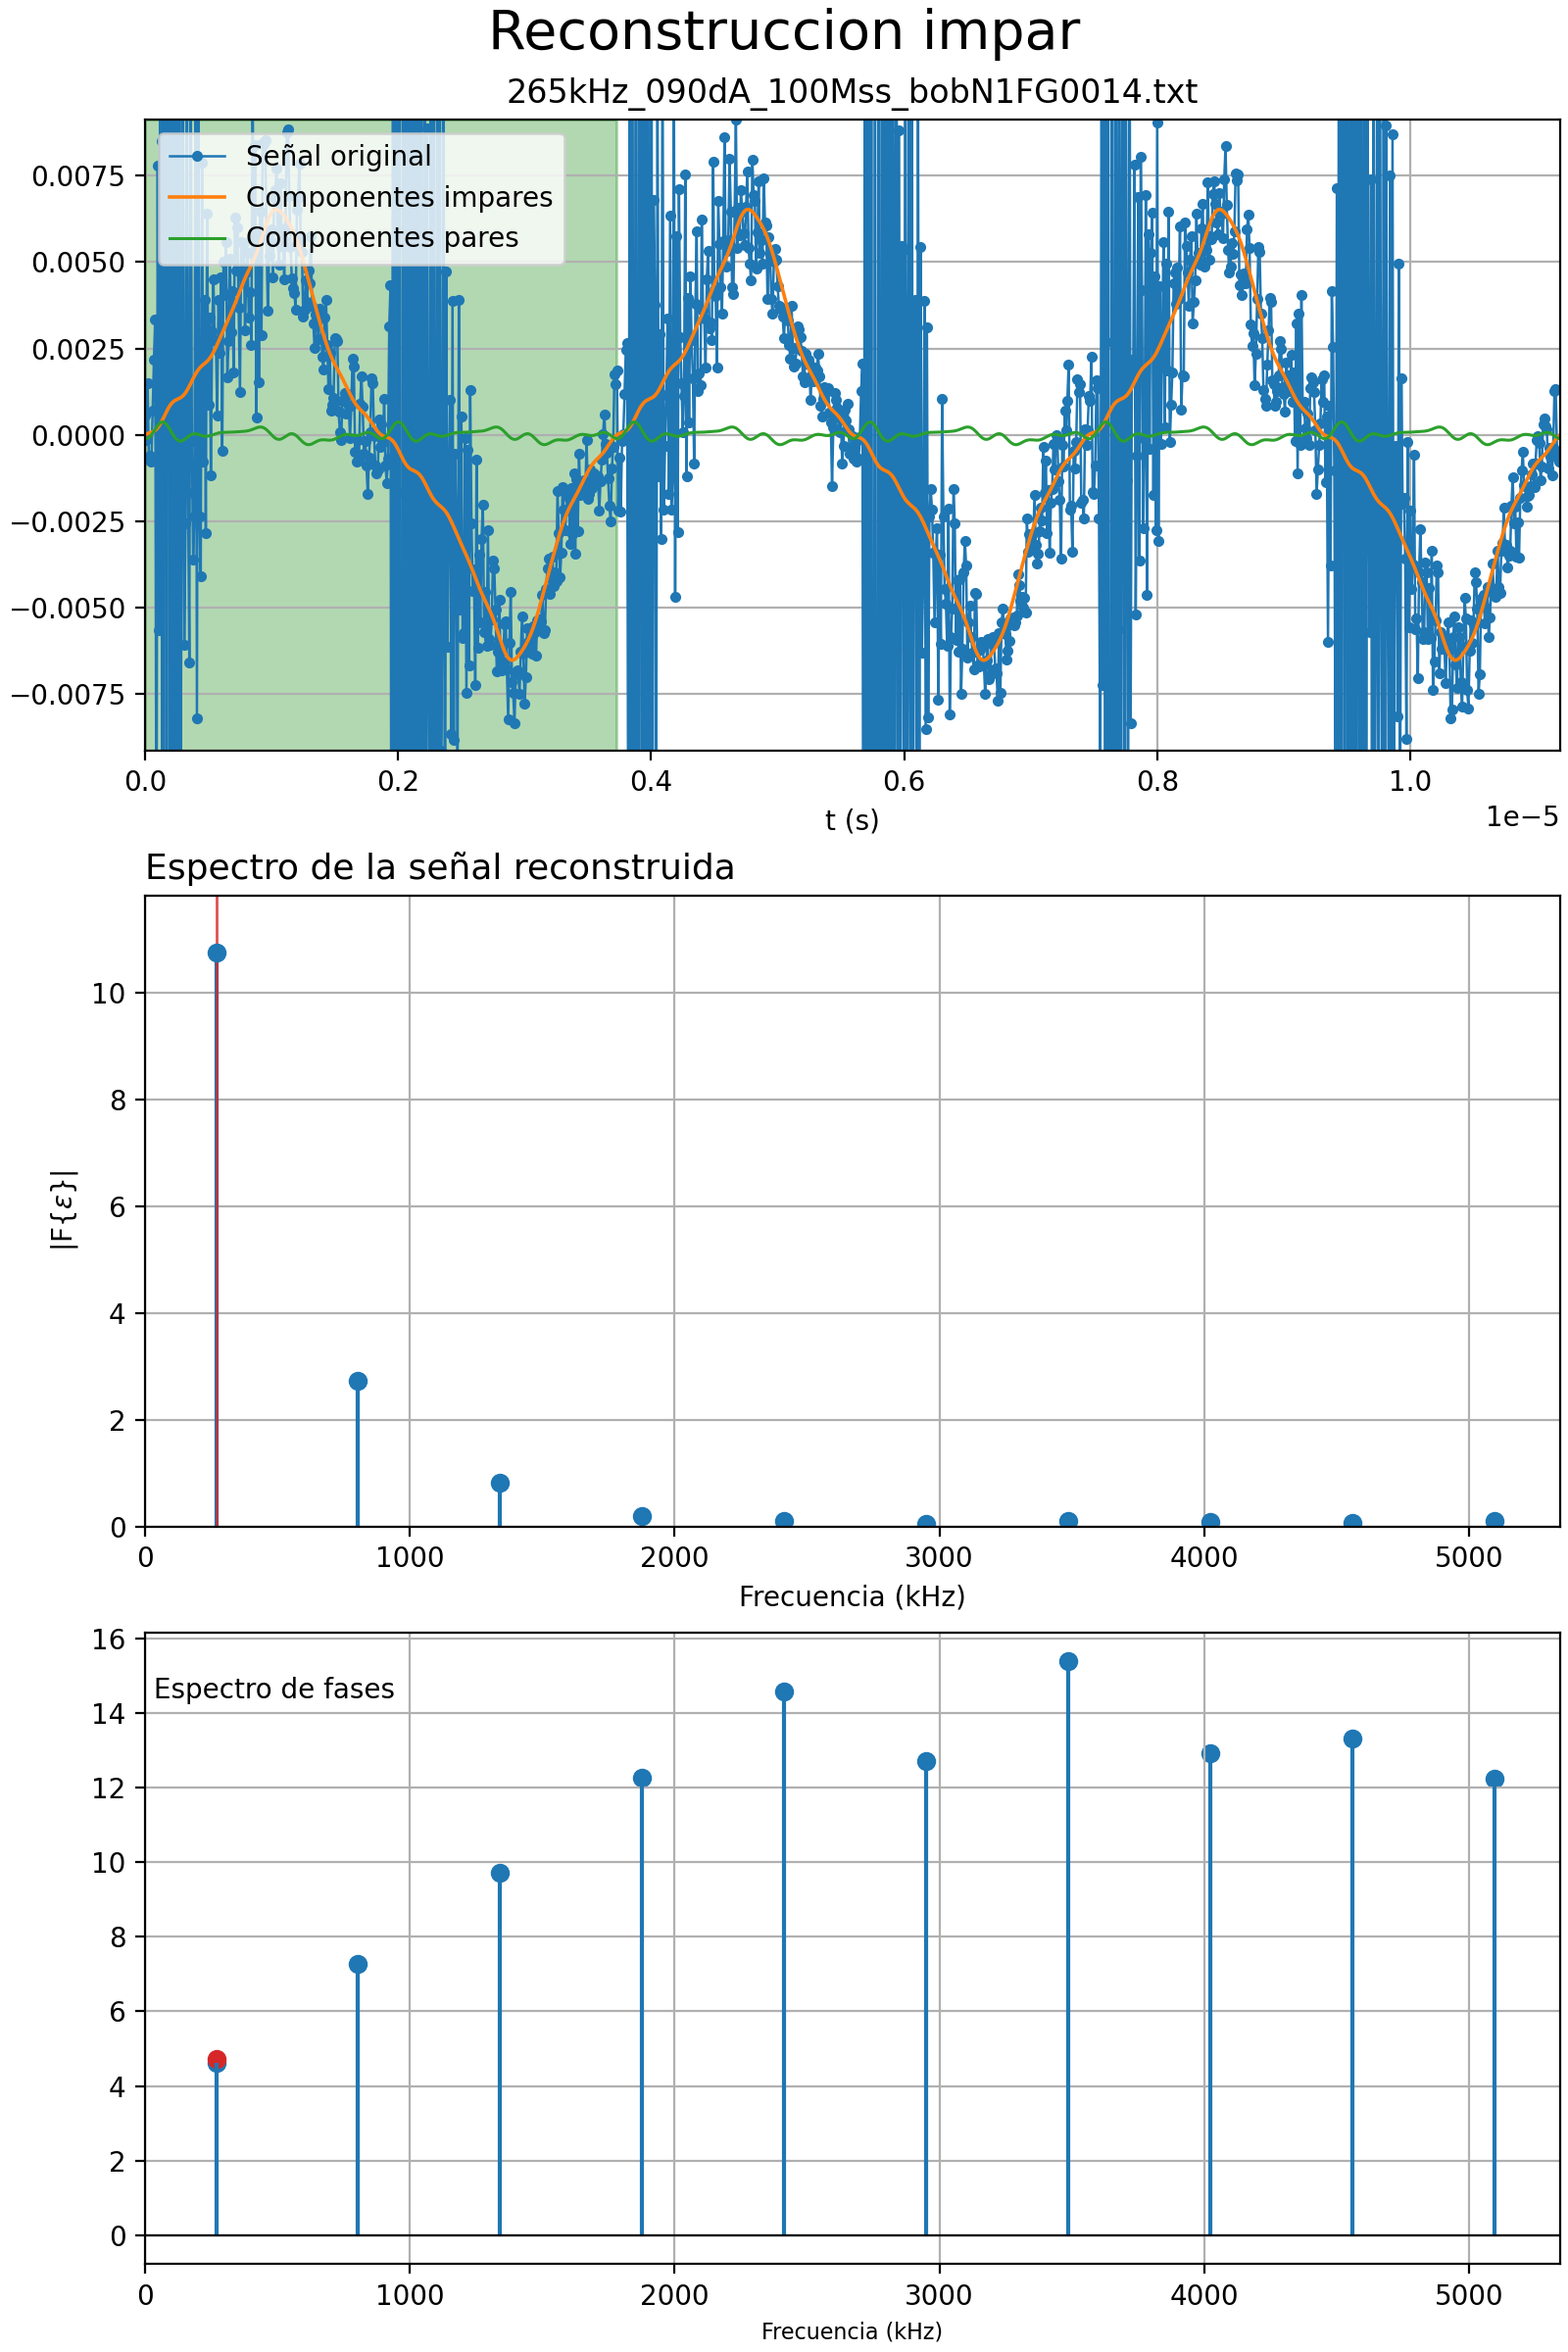 Reconstruccion impar
265kHz_090dA_100Mss_bobN1FG0014.txt
Señal original
Componentes impares
Componentes pares
0.0075
0.0050
0.0025
0.0000
−0.0025
−0.0050
−0.0075
0.0 0.2 0.4 0.6 0.8 1.0
t (s)
1e−5
Espectro de la señal reconstruida
10
8
6
4
2
0
|F{ε}|
0 1000 2000 3000 4000 5000
Frecuencia (kHz)
Espectro de fases
16
14
12
10
8
6
4
2
0
0 1000 2000 3000 4000 5000
Frecuencia (kHz)